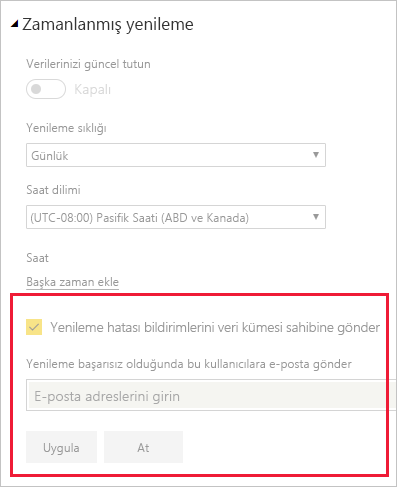 Zamanlanmış yenileme
Verilerinizi güncel tutun
Kapalı
Yenileme sıklığı
Günlük
Saat dilimi
(UTC-08:00) Pasifik Saati (ABD ve Kanada)
Saat
Başka zaman ekle
Yenileme hatası bildirimlerini veri kümesi sahibine gönder
Yenileme başarısız olduğunda bu kullanıcılara e-posta gönder
E-posta adreslerini girin
Uygula At